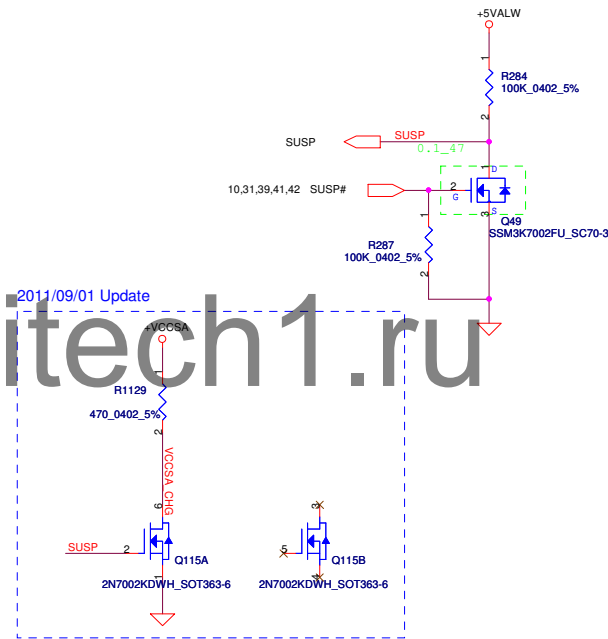 +5VALW
1
R284
100K_0402_5%
2
SUSP
SUSP
0.1_47
1
D
10,31,39,41,42 SUSP#
2
G
S
3
Q49
SSM3K7002FU_SC70-3
1
R287
100K_0402_5%
2
2011/09/01 Update
itech1.ru
+VCCSA
1
R1129
470_0402_5%
2
VCCSA_CHG
6
3
SUSP
2
5
Q115A
Q115B
1
4
2N7002KDWH_SOT363-6
2N7002KDWH_SOT363-6